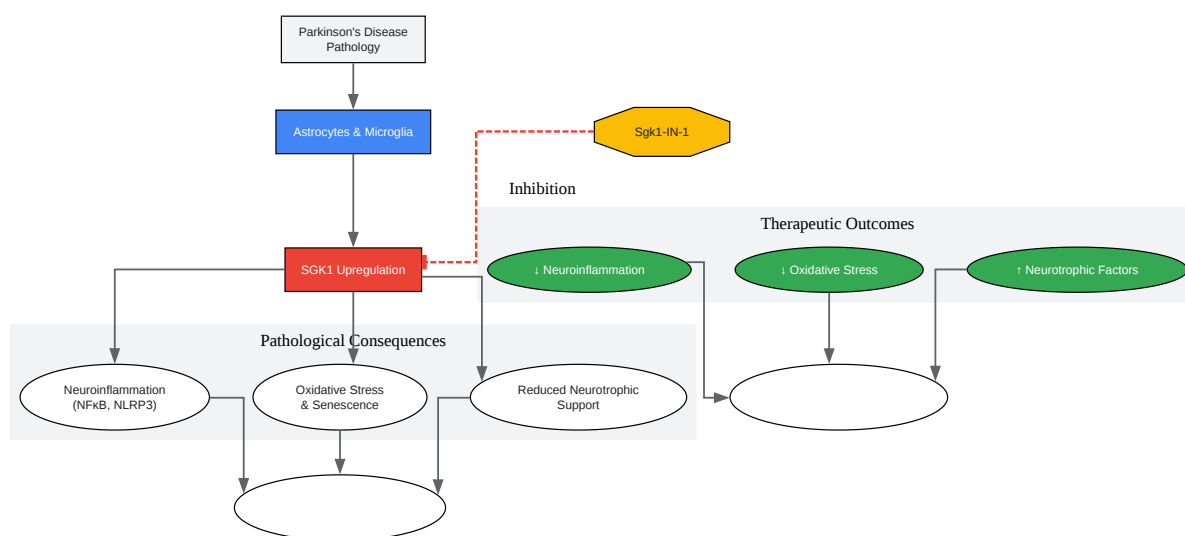 Parkinson's Disease
Pathology
Astrocytes & Microglia
Sgk1-IN-1
Inhibition
Therapeutic Outcomes
SGK1 Upregulation
↓ Neuroinflammation
↓ Oxidative Stress
↑ Neurotrophic Factors
Pathological Consequences
Neuroinflammation
(NFκB, NLRP3)
Oxidative Stress
& Senescence
Reduced Neurotrophic
Support